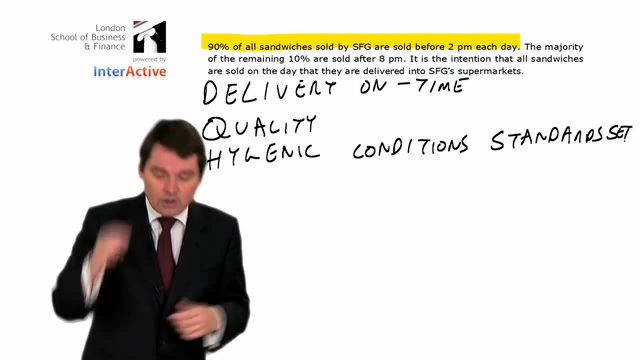 London
School of Business
& Finance
powered by
InterActive
90% of all sandwiches sold by SFG are sold before 2 pm each day. The majority
of the remaining 10% are sold after 8 pm. It is the intention that all sandwiches
are sold on the day that they are delivered into SFG's supermarkets.
DELIVERY ON-TIME
QUALITY
HYGENIC CONDITIONS STANDARDS SET